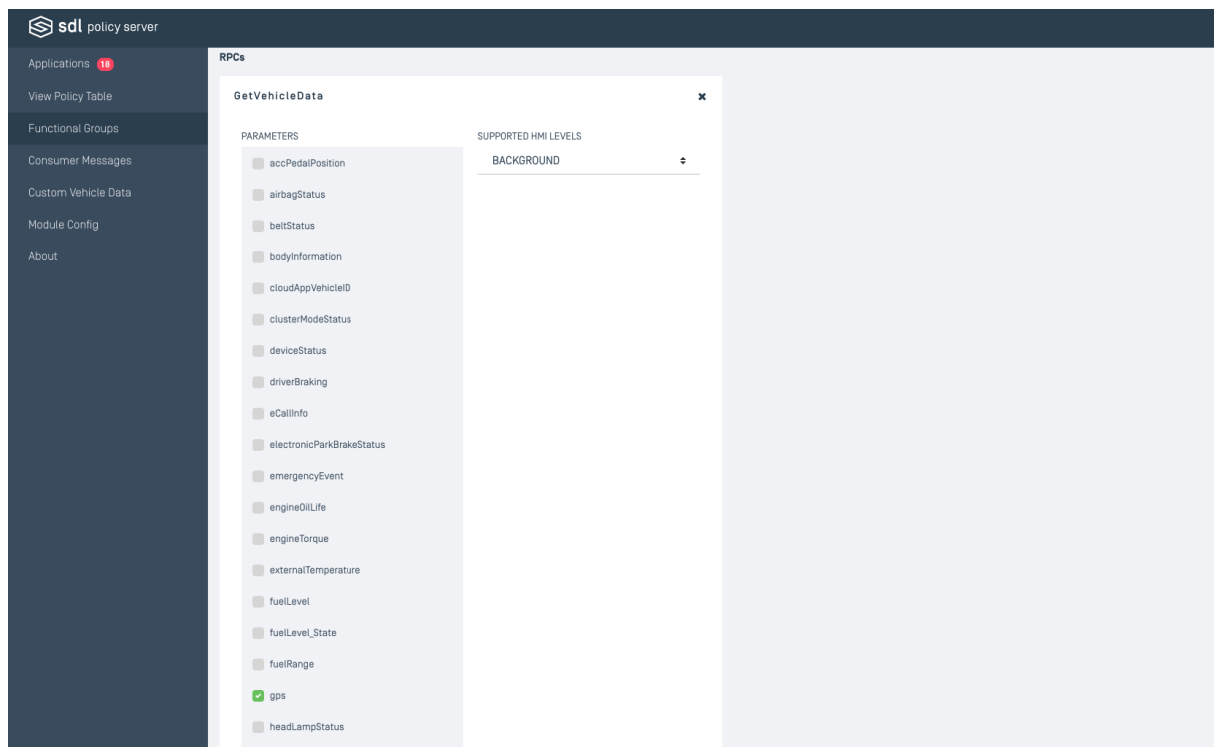 sdl policy server
Applications 18
View Policy Table
Functional Groups
Consumer Messages
Custom Vehicle Data
Module Config
About
RPCs
GetVehicleData
PARAMETERS
accPedalPosition
airbagStatus
beltStatus
bodyInformation
cloudAppVehicleID
clusterModeStatus
deviceStatus
driverBraking
eCallInfo
electronicParkBrakeStatus
emergencyEvent
engineOilLife
engineTorque
externalTemperature
fuelLevel
fuelLevel_State
fuelRange
gps
headLampStatus
SUPPORTED HMI LEVELS
BACKGROUND